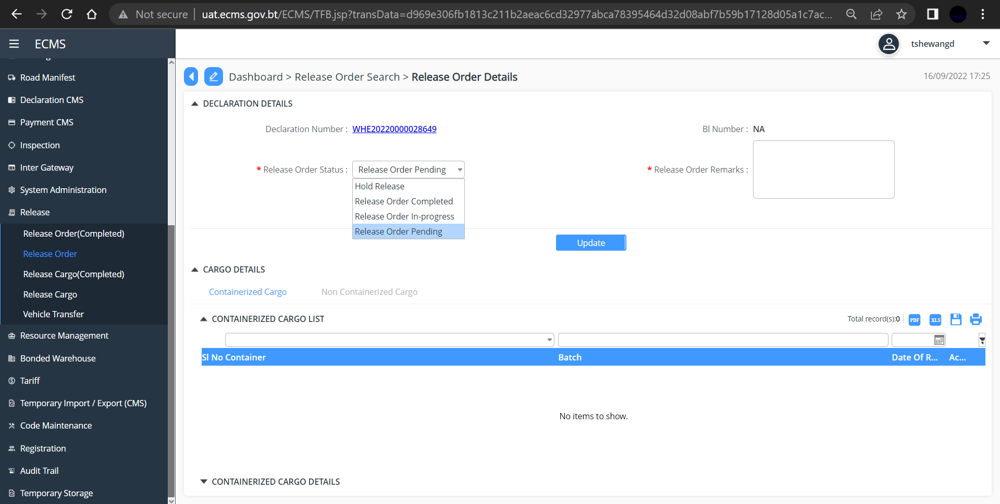 Not secure
uat.ecms.gov.bt/ECMS/TFB.jsp?transData=d969e306fb1813c211b2aeac6cd32977abca78395464d32d08abf7b59b17128d05a1c7ac...
ECMS
tshewangd
Road Manifest
Declaration CMS
Payment CMS
Inspection
Inter Gateway
System Administration
Release
Release Order(Completed)
Release Order
Release Cargo(Completed)
Release Cargo
Vehicle Transfer
Resource Management
Bonded Warehouse
Tariff
Temporary Import / Export (CMS)
Code Maintenance
Registration
Audit Trail
Temporary Storage
Dashboard > Release Order Search > Release Order Details
16/09/2022 17:25
DECLARATION DETAILS
Declaration Number : WHE20220000028649
Bl Number : NA
* Release Order Status : Release Order Pending
* Release Order Remarks :
Hold Release
Release Order Completed
Release Order In-progress
Release Order Pending
Update
CARGO DETAILS
Containerized Cargo
Non Containerized Cargo
CONTAINERIZED CARGO LIST
Total record(s):0
PDF
XLS
Sl No Container Batch Date Of R... Ac...
No items to show.
CONTAINERIZED CARGO DETAILS